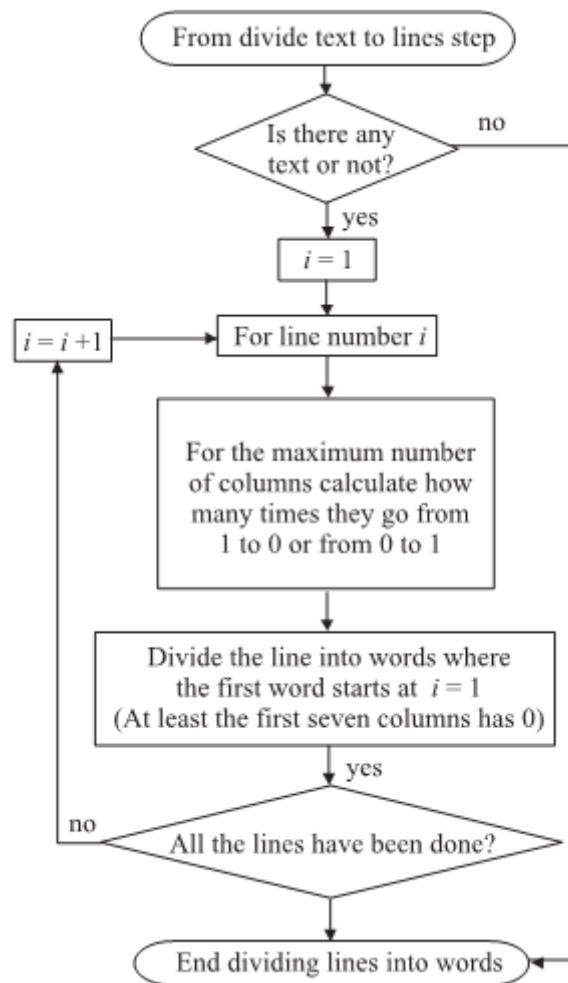 From divide text to lines step
Is there any
text or not?
no
yes
i = 1
i = i +1
For line number i
For the maximum number
of columns calculate how
many times they go from
1 to 0 or from 0 to 1
Divide the line into words where
the first word starts at i = 1
(At least the first seven columns has 0)
yes
no
All the lines have been done?
End dividing lines into words